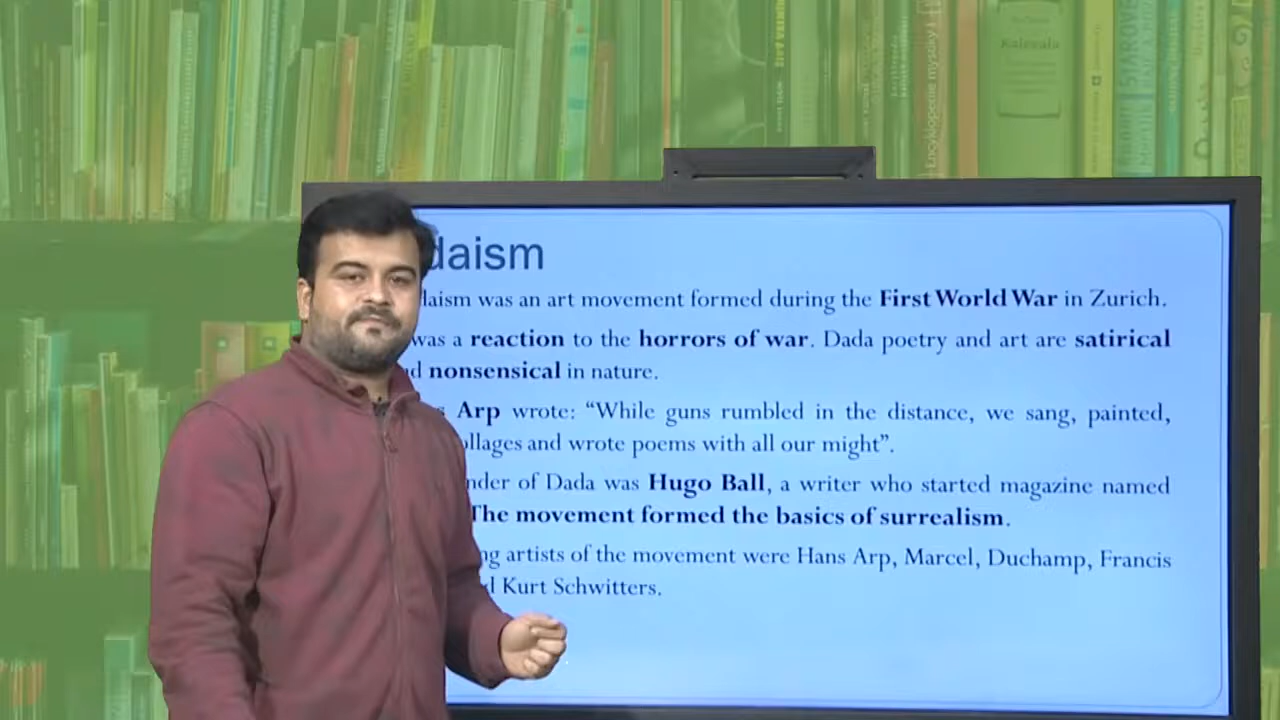 Kalevala
Encyklopedie mystery
daism
laism was an art movement formed during the First World War in Zurich.
was a reaction to the horrors of war. Dada poetry and art are satirical
d nonsensical in nature.
s Arp wrote: “While guns rumbled in the distance, we sang, painted,
ollages and wrote poems with all our might”.
nder of Dada was Hugo Ball, a writer who started magazine named
The movement formed the basics of surrealism.
ng artists of the movement were Hans Arp, Marcel, Duchamp, Francis
d Kurt Schwitters.